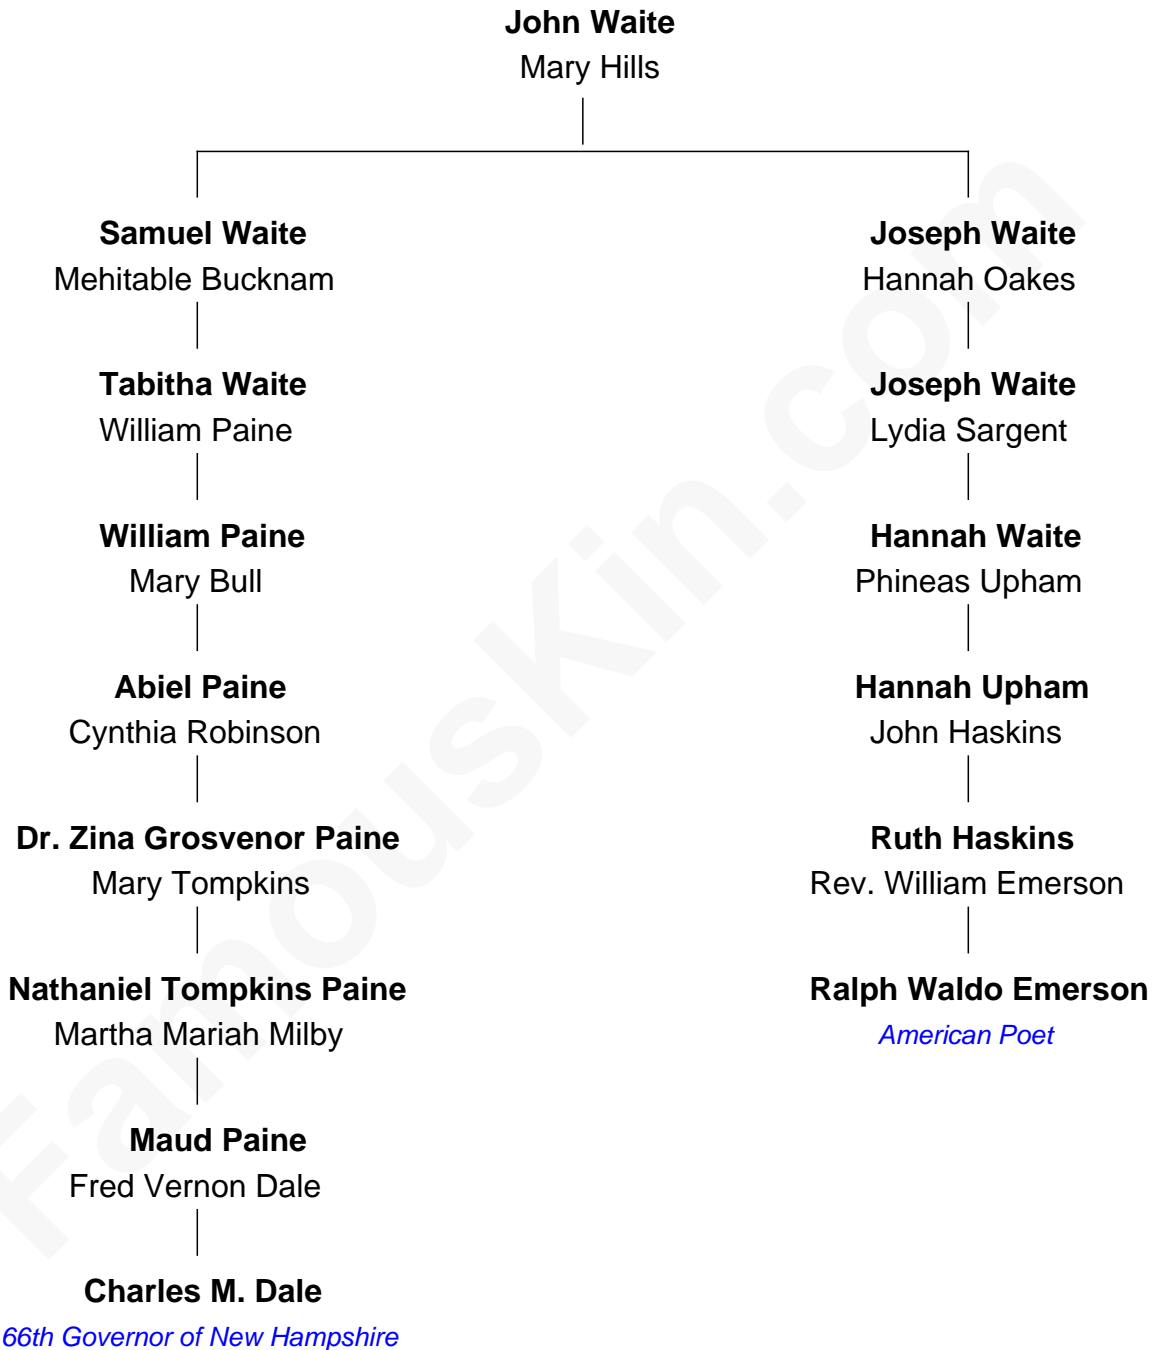 John Waite
Mary Hills
Samuel Waite
Mehitable Bucknam
Tabitha Waite
William Paine
William Paine
Mary Bull
Abiel Paine
Cynthia Robinson
Dr. Zina Grosvenor Paine
Mary Tompkins
Nathaniel Tompkins Paine
Martha Mariah Milby
Maud Paine
Fred Vernon Dale
Charles M. Dale
66th Governor of New Hampshire
Joseph Waite
Hannah Oakes
Joseph Waite
Lydia Sargent
Hannah Waite
Phineas Upham
Hannah Upham
John Haskins
Ruth Haskins
Rev. William Emerson
Ralph Waldo Emerson
American Poet
FamousKin.com